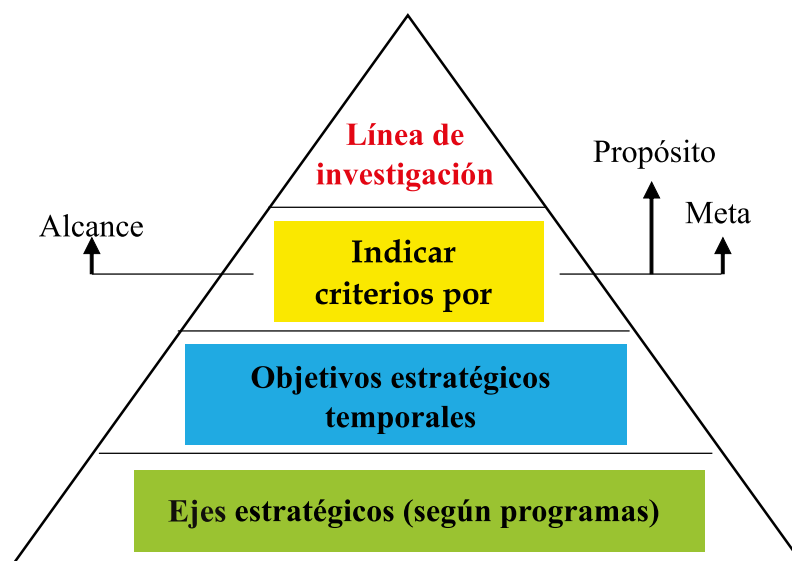 Línea de
investigación
Propósito
Alcance
Meta
Indicar
criterios por
Objetivos estratégicos
temporales
Ejes estratégicos (según programas)